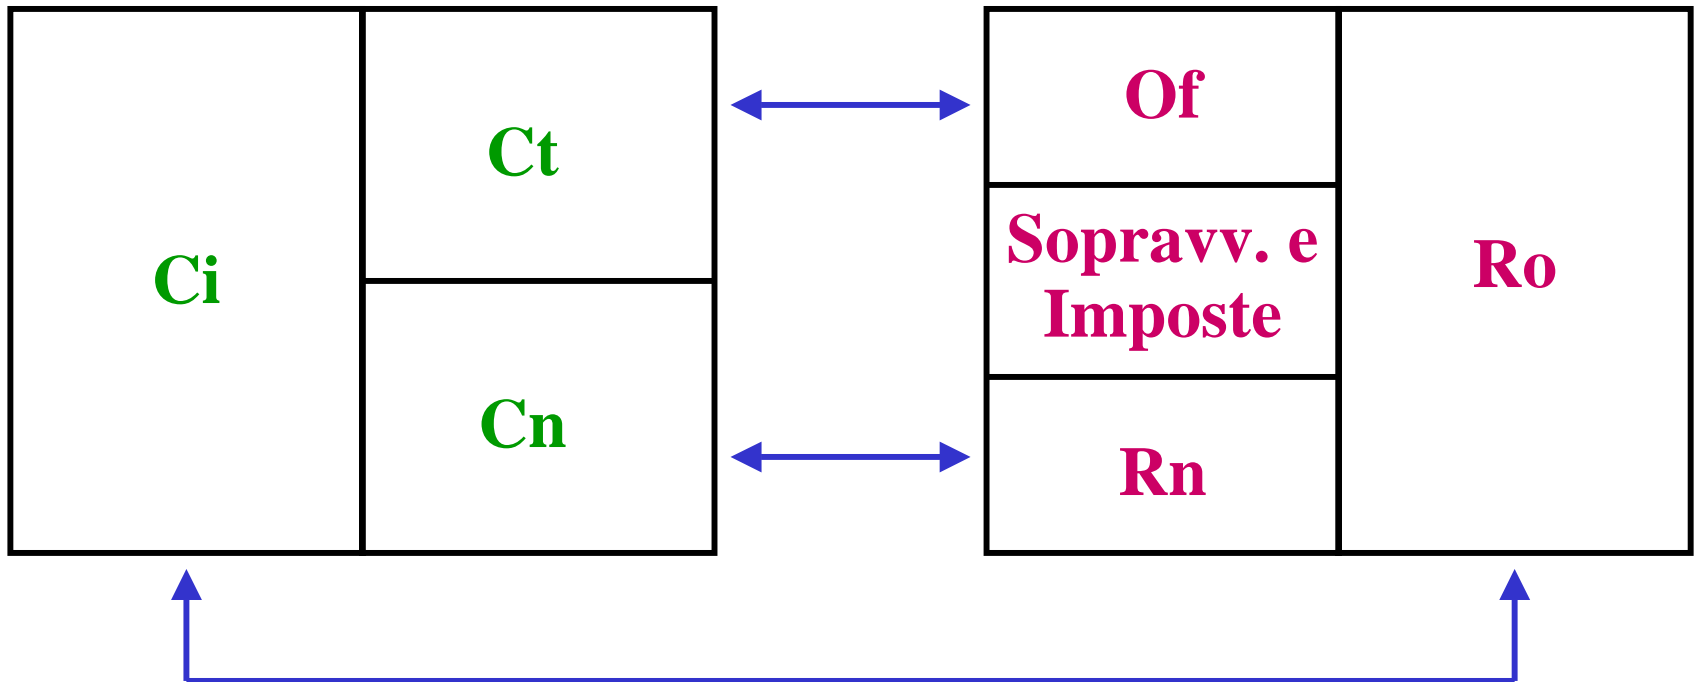 Ci
Ct
Cn
Of
Sopravv. e
Imposte
Rn
Ro